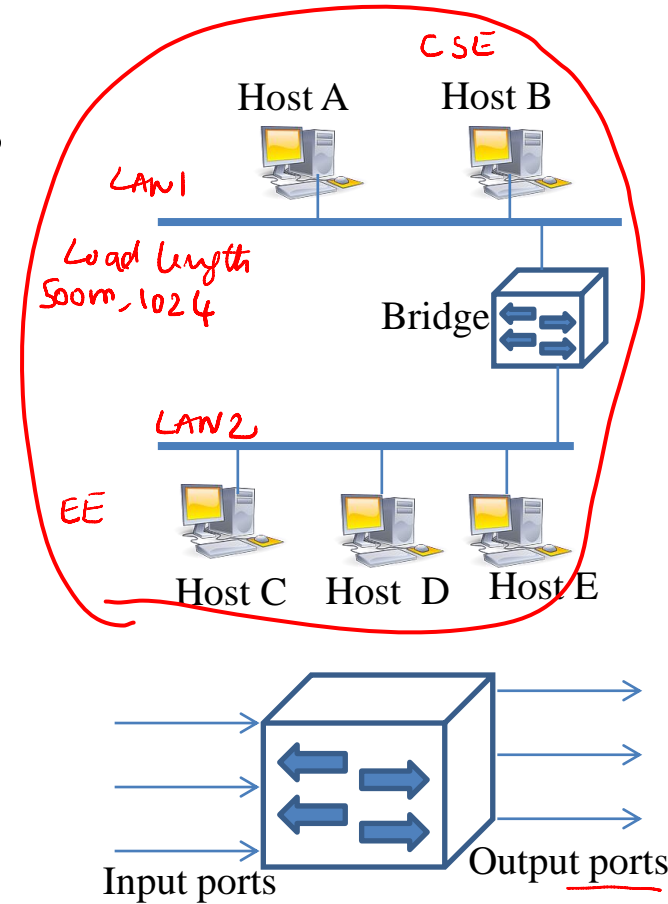 CSE
Host A Host B
LAN1
Load length
500m, 1024
Bridge
LAN2
EE
Host C Host D Host E
Input ports
Output ports